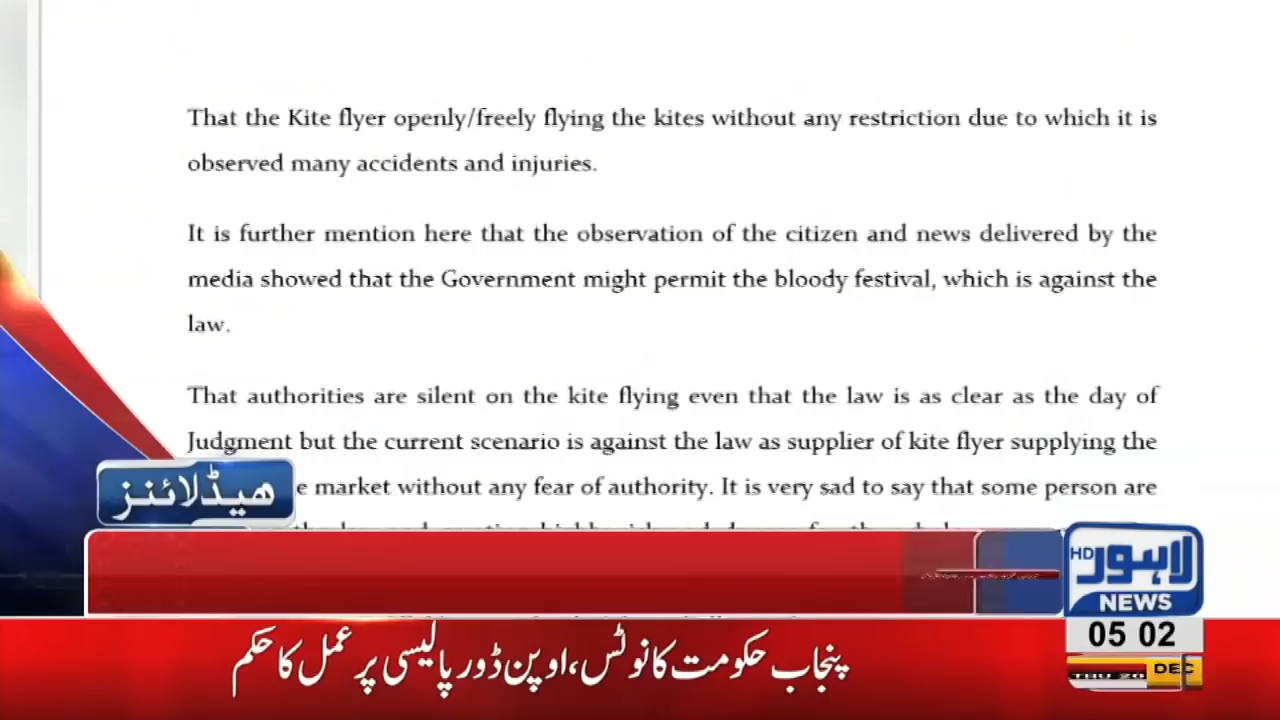 That the Kite flyer openly/freely flying the kites without any restriction due to which it is
observed many accidents and injuries.
It is further mention here that the observation of the citizen and news delivered by the
media showed that the Government might permit the bloody festival, which is against the
law.
That authorities are silent on the kite flying even that the law is as clear as the day of
Judgment but the current scenario is against the law as supplier of kite flyer supplying the
market without any fear of authority. It is very sad to say that some person are
ھیڈلائنز
HD
لاہور
NEWS
05 02
THU 20 DEC
پنجاب حکومت کا نوٹس، اوپن ڈور پالیسی پر عمل کا حکم